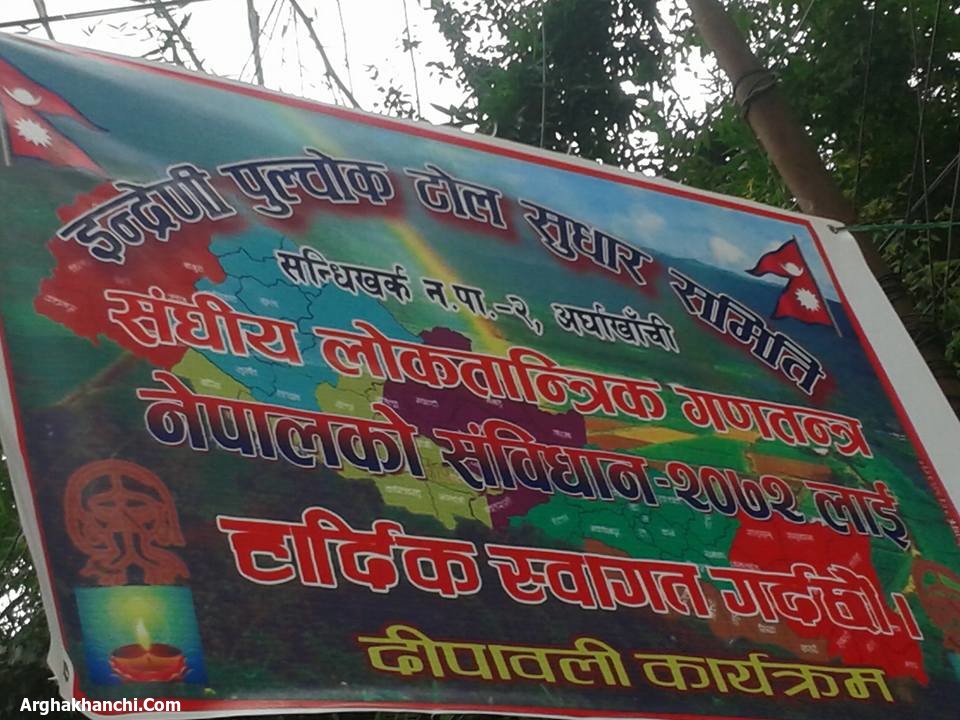 इन्द्रेणी पुल्चोक टोल सुधार समिति
सन्धिखर्क न.पा.-२, अर्घाखाँची
संघीय लोकतान्त्रिक गणतन्त्र
नेपालको संविधान-२०७२ लाई
हार्दिक स्वागत गर्दछौं ।
दीपावली कार्यक्रम
Arghakhanchi.Com